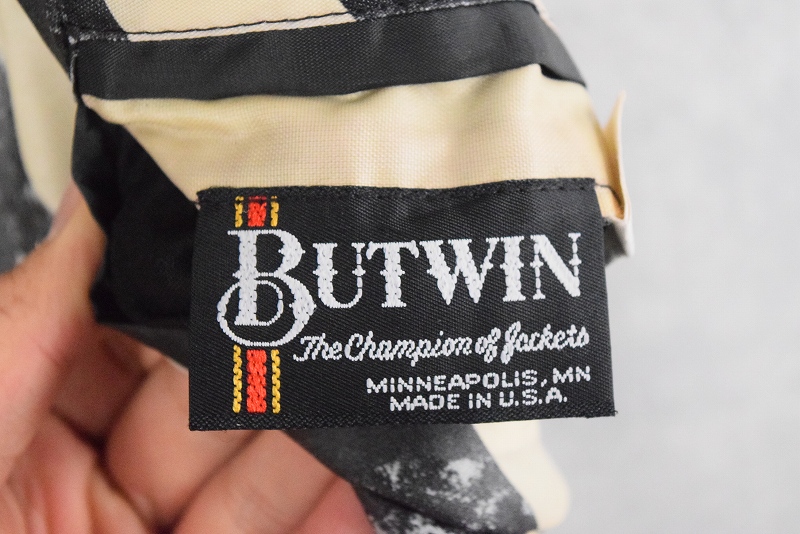 BUTWIN
The Champion of Jackets
MINNEAPOLIS, MN
MADE IN U.S.A.